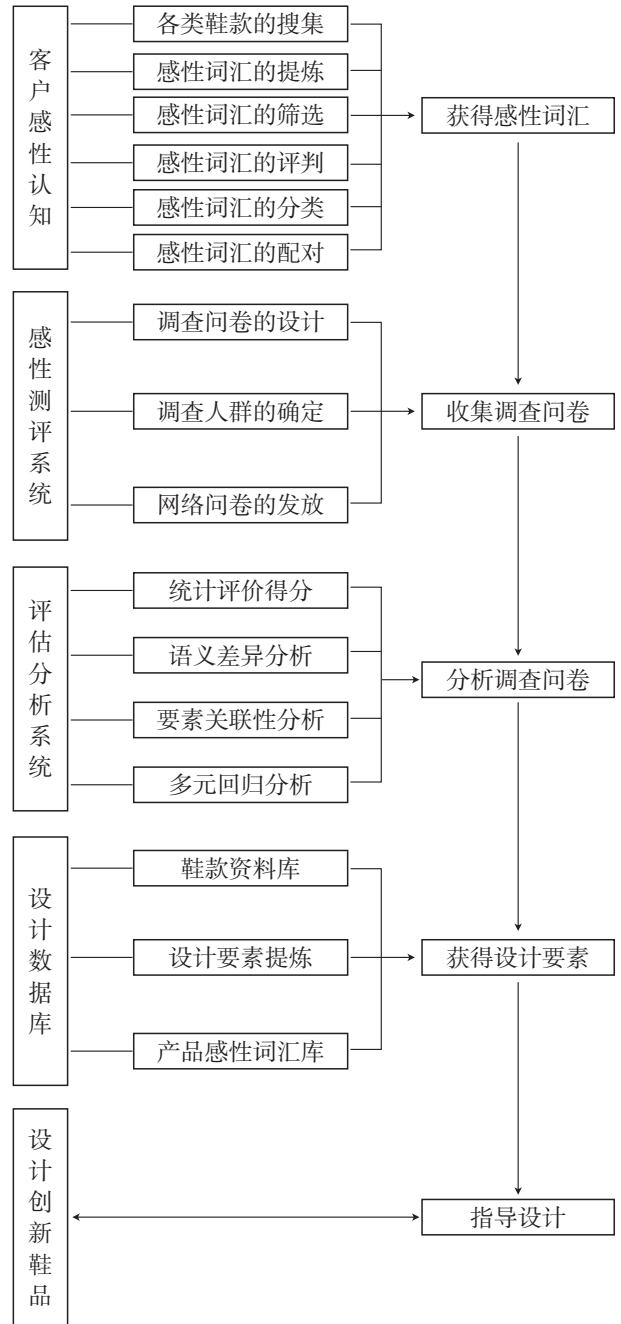 客户感性认知
各类鞋款的搜集
感性词汇的提炼
感性词汇的筛选
感性词汇的评判
感性词汇的分类
感性词汇的配对
获得感性词汇
感性测评系统
调查问卷的设计
调查人群的确定
网络问卷的发放
收集调查问卷
评估分析系统
统计评价得分
语义差异分析
要素关联性分析
多元回归分析
分析调查问卷
设计数据库
鞋款资料库
设计要素提炼
产品感性词汇库
获得设计要素
设计创新鞋品
指导设计